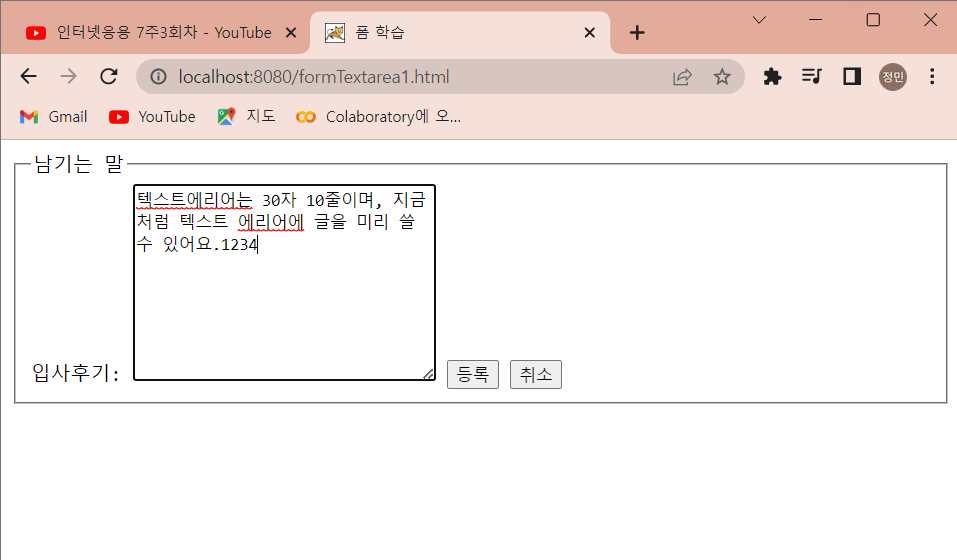 인터넷응용 7주3회차 - YouTube
폼 학습
localhost:8080/formTextarea1.html
정민
Gmail
YouTube
지도
Colaboratory에 오...
남기는 말
텍스트에리어는 30자 10줄이며, 지금
처럼 텍스트 에리어에 글을 미리 쓸
수 있어요.1234
입사후기:
등록
취소